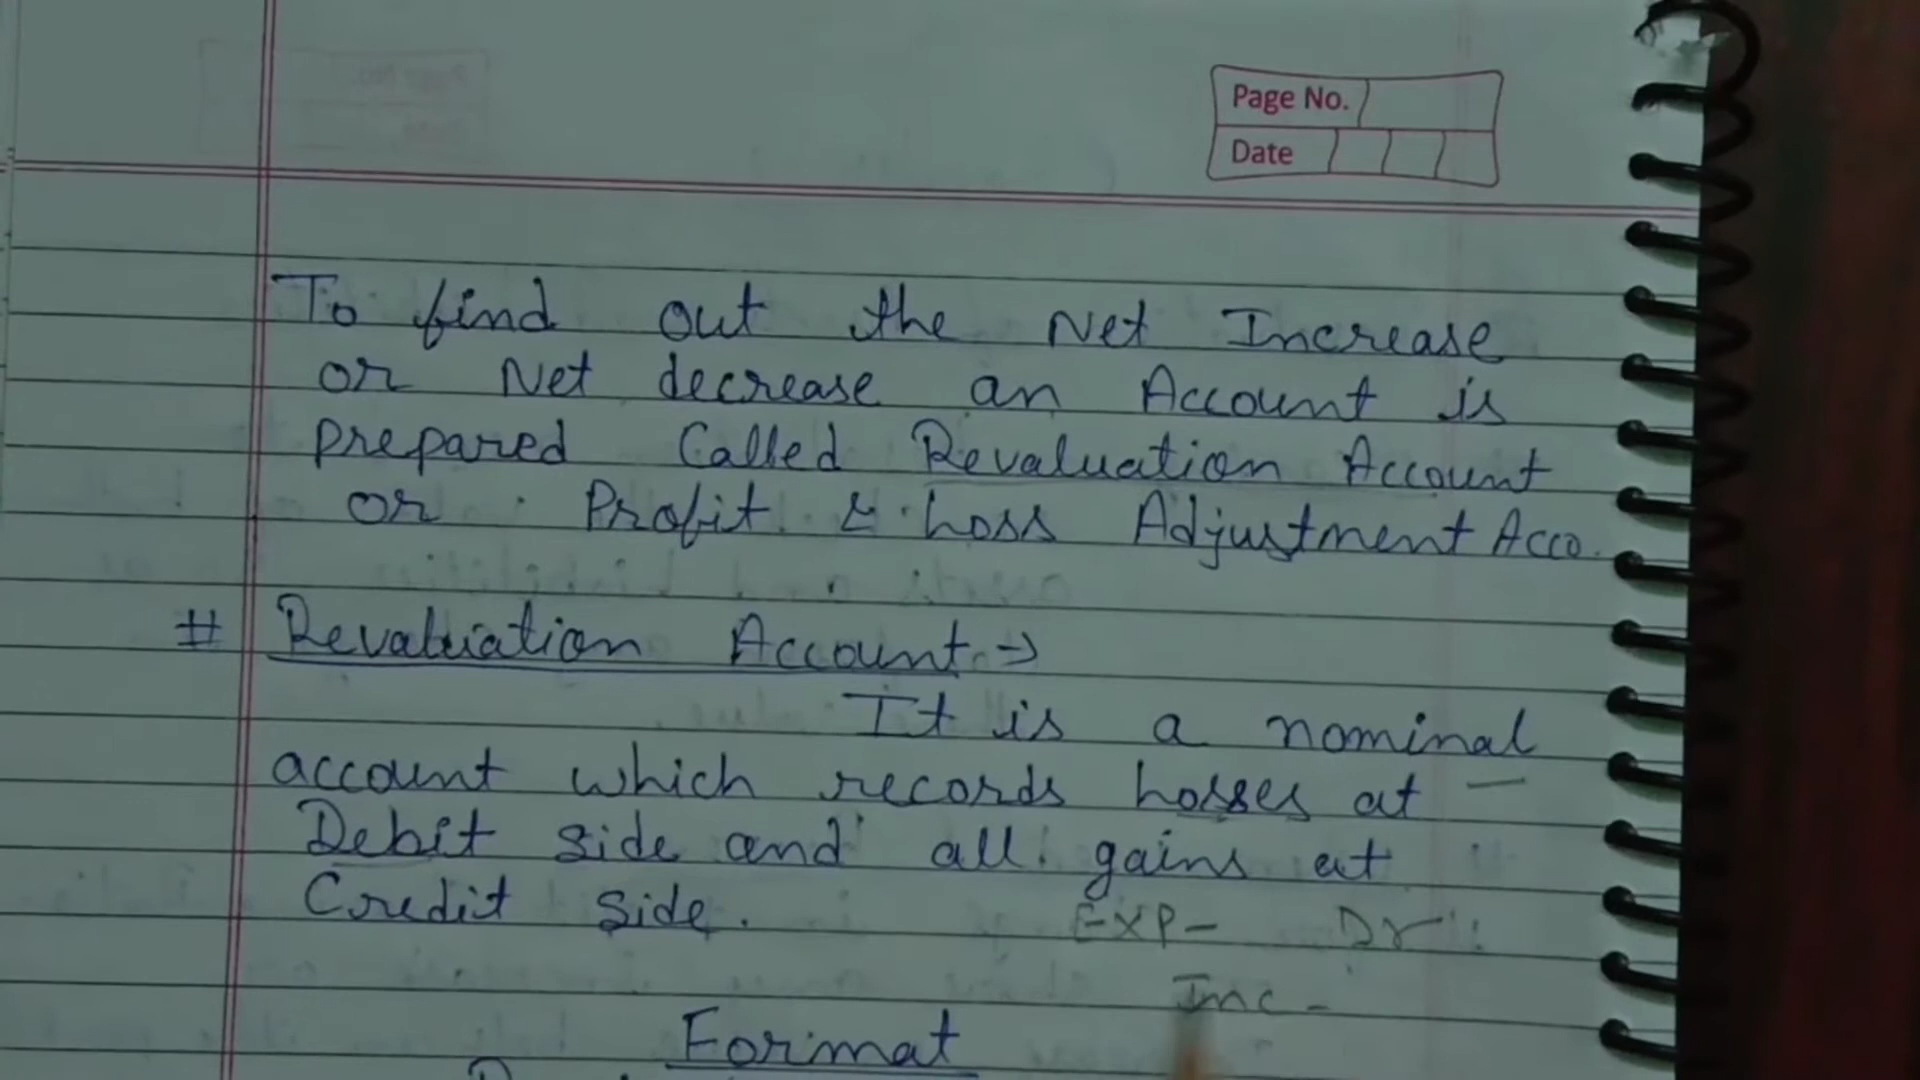 Page No.
Date
To find out the Net Increase
or Net decrease an Account is
prepared Called Revaluation Account
or Profit & Loss Adjustment Acco.
# Revaluation Account →
It is a nominal
account which records Losses at -
Debit side and all gains at
Credit side.
EXP - Dr
Inc -
Format